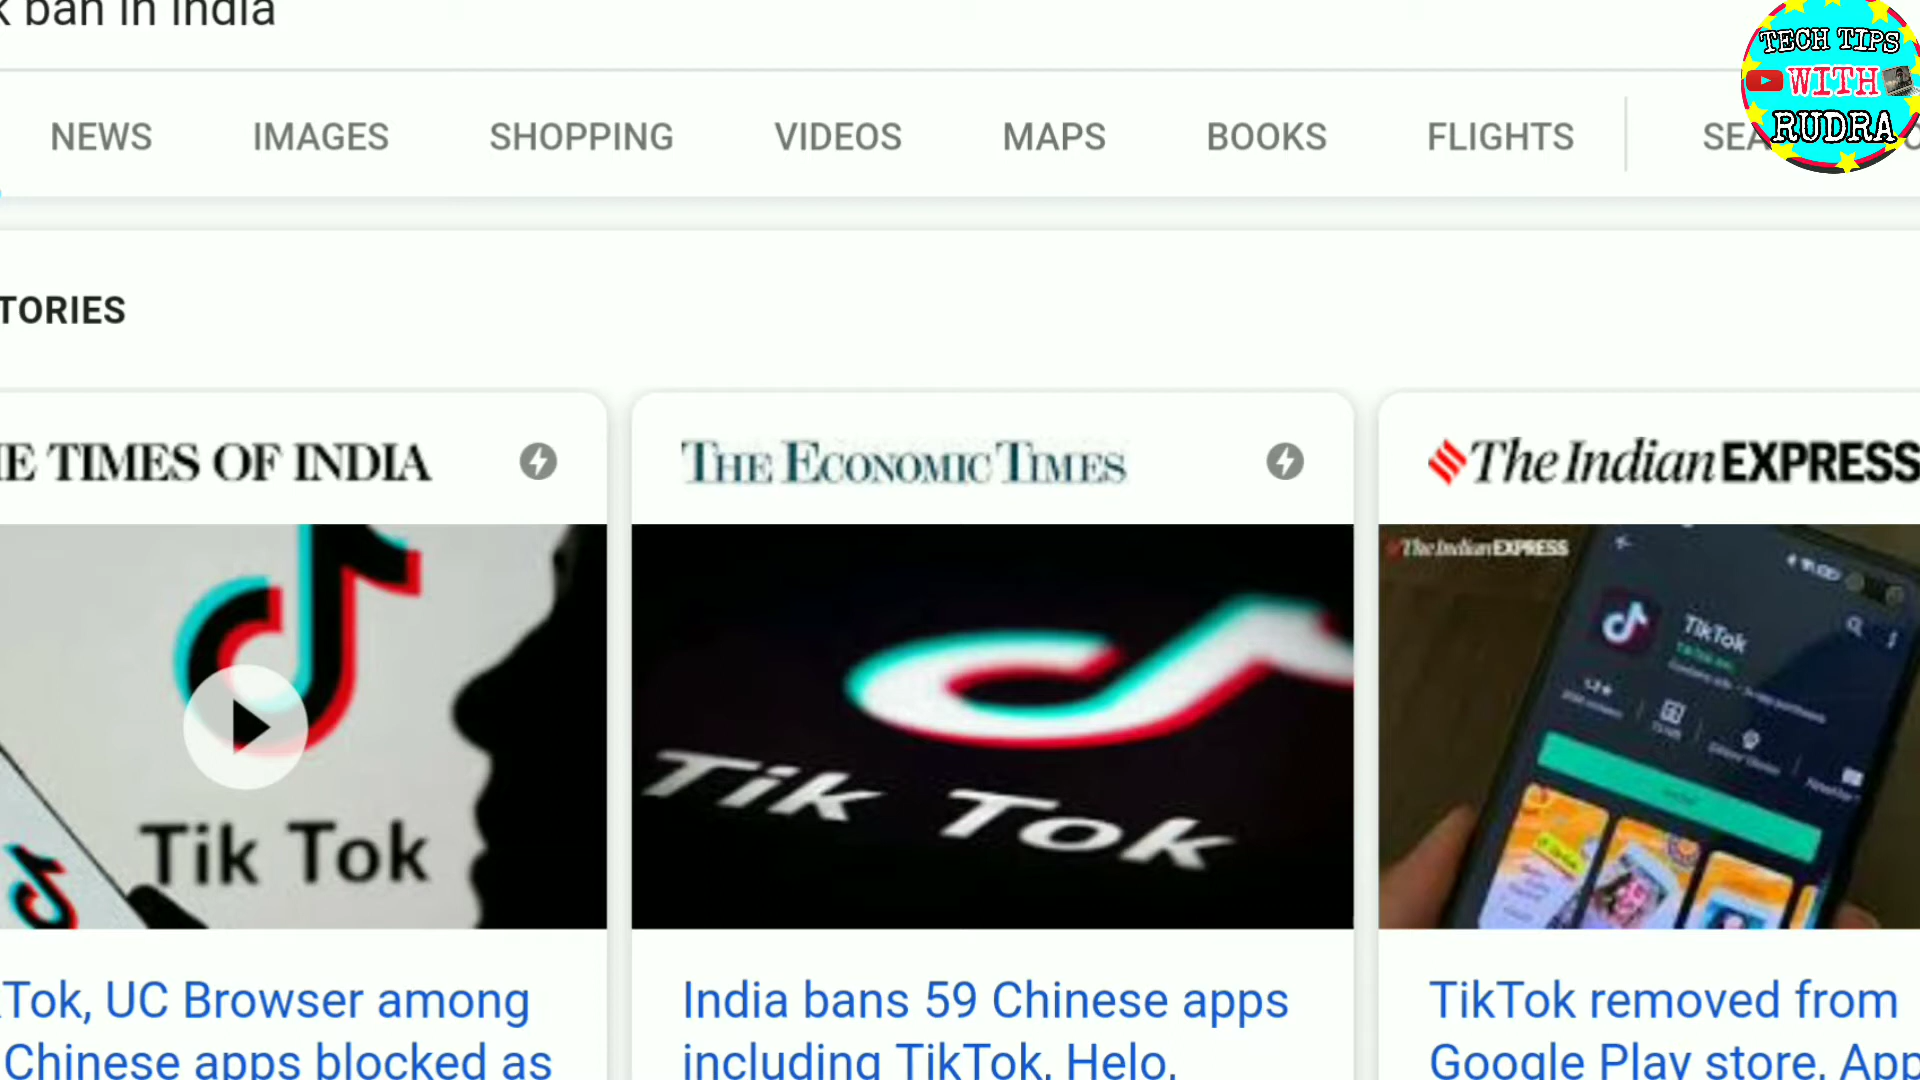 k ban in india
TECH TIPS
WITH
RUDRA
NEWS IMAGES SHOPPING VIDEOS MAPS BOOKS FLIGHTS
TORIES
E TIMES OF INDIA
Tik Tok
Tok, UC Browser among
Chinese apps blocked as
THE ECONOMIC TIMES
Tik Tok
India bans 59 Chinese apps
including TikTok, Helo,
The Indian EXPRESS
The Indian EXPRESS
TikTok
TikTok removed from
Google Play store, App